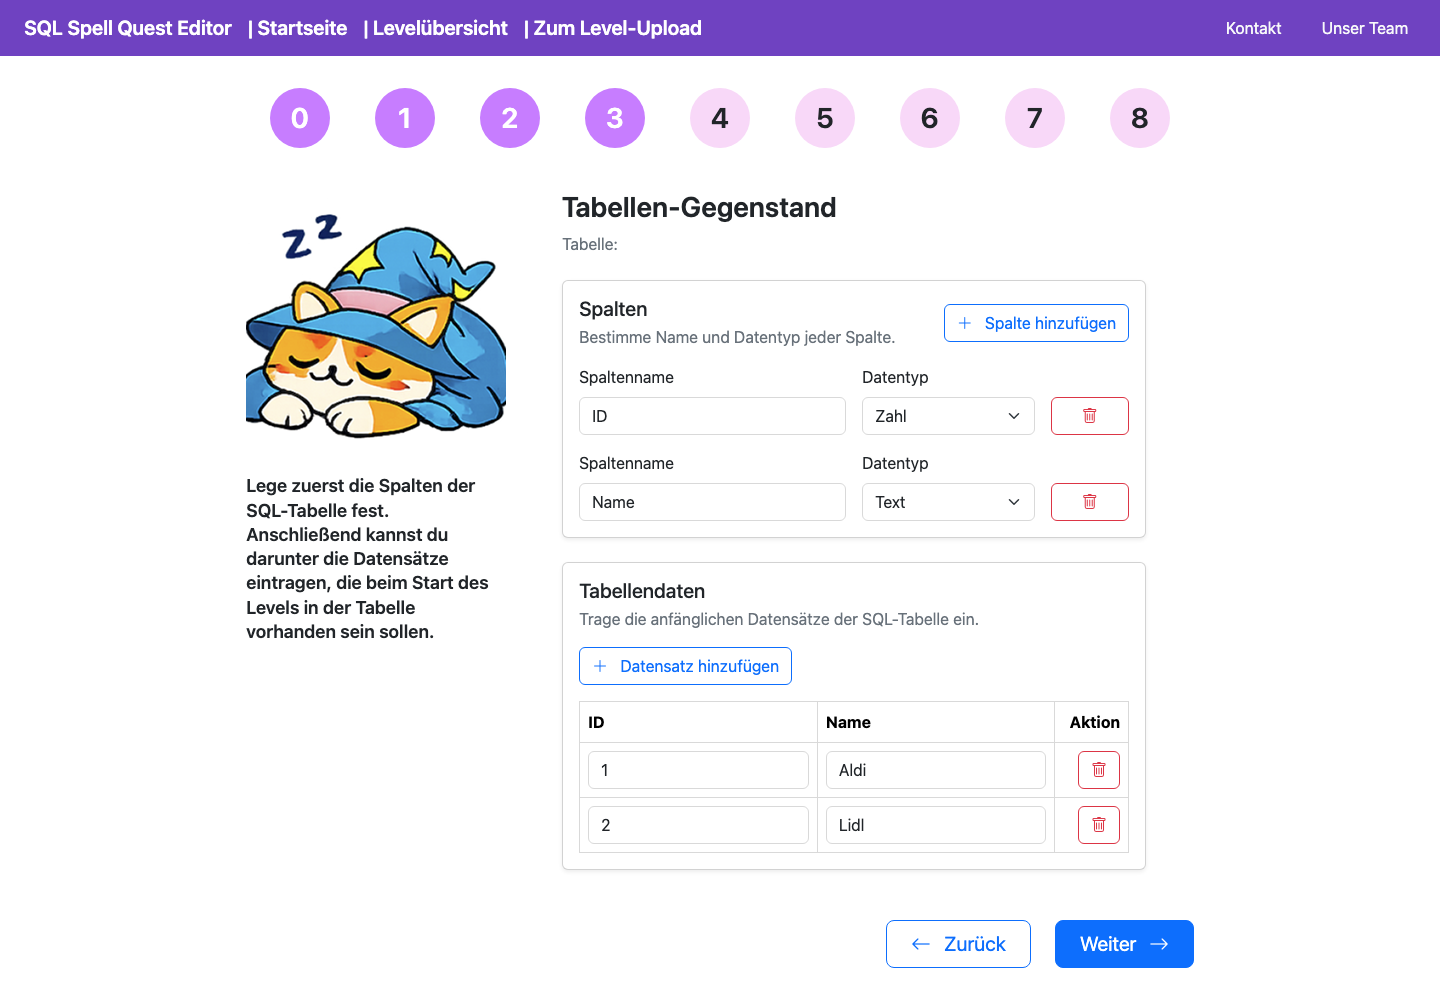 SQL Spell Quest Editor | Startseite | Levelübersicht | Zum Level-Upload Kontakt Unser Team
0 1 2 3 4 5 6 7 8
Z Z
Lege zuerst die Spalten der
SQL-Tabelle fest.
Anschließend kannst du
darunter die Datensätze
eintragen, die beim Start des
Levels in der Tabelle
vorhanden sein sollen.
Tabellen-Gegenstand
Tabelle:
Spalten
Bestimme Name und Datentyp jeder Spalte.
Spalte hinzufügen
Spaltenname Datentyp
ID Zahl
Spaltenname Datentyp
Name Text
Tabellendaten
Trage die anfänglichen Datensätze der SQL-Tabelle ein.
Datensatz hinzufügen
ID Name Aktion
1 Aldi
2 Lidl
Zurück Weiter